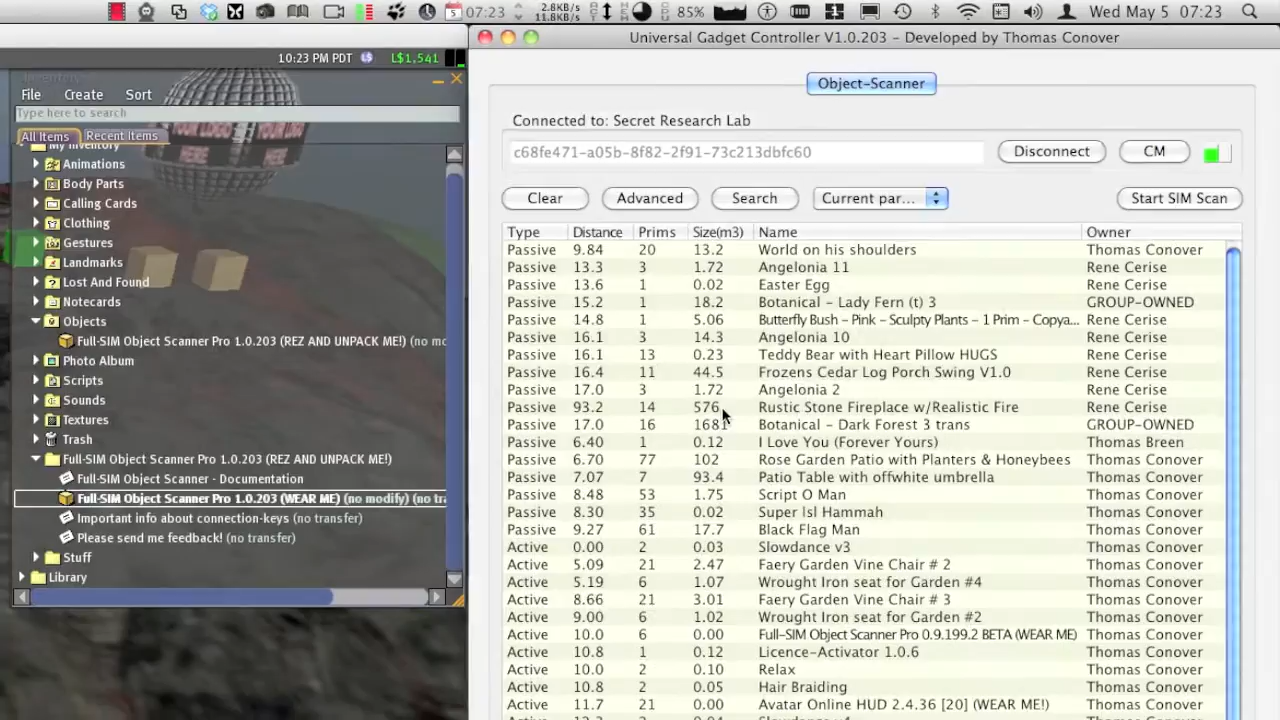 07:23
2.8KB/s
11.8KB/s
85%
Wed May 5
07:23
10:23 PM PDT
L$1,541
File
Create
Sort
Type here to search
All Items
Recent Items
My Inventory
Animations
Body Parts
Calling Cards
Clothing
Gestures
Landmarks
Lost And Found
Notecards
Objects
Full-SIM Object Scanner Pro 1.0.203 (REZ AND UNPACK ME!) (no mo
Photo Album
Scripts
Sounds
Textures
Trash
Full-SIM Object Scanner Pro 1.0.203 (REZ AND UNPACK ME!)
Full-SIM Object Scanner - Documentation
Full-SIM Object Scanner Pro 1.0.203 (WEAR ME) (no modify) (no tra
Important info about connection-keys (no transfer)
Please send me feedback! (no transfer)
Stuff
Library
Universal Gadget Controller V1.0.203 - Developed by Thomas Conover
Object-Scanner
Connected to: Secret Research Lab
c68fe471-a05b-8f82-2f91-73c213dbfc60
Disconnect
CM
Clear
Advanced
Search
Current par...
Start SIM Scan
Type Distance Prims Size(m3) Name Owner
Passive 9.84 20 13.2 World on his shoulders Thomas Conover
Passive 13.3 3 1.72 Angelonia 11 Rene Cerise
Passive 13.6 1 0.02 Easter Egg Rene Cerise
Passive 15.2 1 18.2 Botanical - Lady Fern (t) 3 GROUP-OWNED
Passive 14.8 1 5.06 Butterfly Bush - Pink - Sculpty Plants - 1 Prim - Copya... Rene Cerise
Passive 16.1 3 14.3 Angelonia 10 Rene Cerise
Passive 16.1 13 0.23 Teddy Bear with Heart Pillow HUGS Rene Cerise
Passive 16.4 11 44.5 Frozens Cedar Log Porch Swing V1.0 Rene Cerise
Passive 17.0 3 1.72 Angelonia 2 Rene Cerise
Passive 93.2 14 576 Rustic Stone Fireplace w/Realistic Fire Rene Cerise
Passive 17.0 16 1681 Botanical - Dark Forest 3 trans GROUP-OWNED
Passive 6.40 1 0.12 I Love You (Forever Yours) Thomas Breen
Passive 6.70 77 102 Rose Garden Patio with Planters & Honeybees Thomas Conover
Passive 7.07 7 93.4 Patio Table with offwhite umbrella Thomas Conover
Passive 8.48 53 1.75 Script O Man Thomas Conover
Passive 8.30 35 0.02 Super Isl Hammah Thomas Conover
Passive 9.27 61 17.7 Black Flag Man Thomas Conover
Active 0.00 2 0.03 Slowdance v3 Thomas Conover
Active 5.09 21 2.47 Faery Garden Vine Chair # 2 Thomas Conover
Active 5.19 6 1.07 Wrought Iron seat for Garden #4 Thomas Conover
Active 8.66 21 3.01 Faery Garden Vine Chair # 3 Thomas Conover
Active 9.00 6 1.02 Wrought Iron seat for Garden #2 Thomas Conover
Active 10.0 6 0.00 Full-SIM Object Scanner Pro 0.9.199.2 BETA (WEAR ME) Thomas Conover
Active 10.8 1 0.12 Licence-Activator 1.0.6 Thomas Conover
Active 10.0 2 0.10 Relax Thomas Conover
Active 10.8 2 0.05 Hair Braiding Thomas Conover
Active 11.7 21 0.00 Avatar Online HUD 2.4.36 [20] (WEAR ME!) Thomas Conover